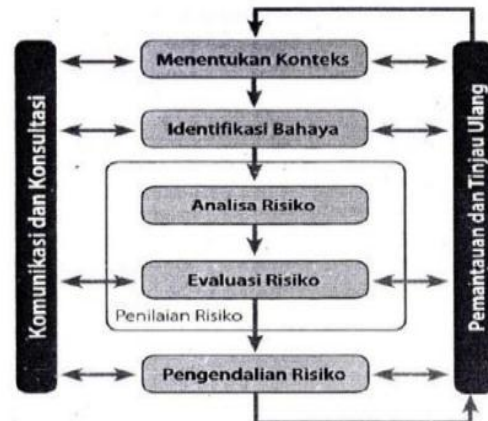 Komunikasi dan Konsultasi
Menentukan Konteks
Identifikasi Bahaya
Analisa Risiko
Evaluasi Risiko
Penilaian Risiko
Pengendalian Risiko
Pemantauan dan Tinjau Ulang